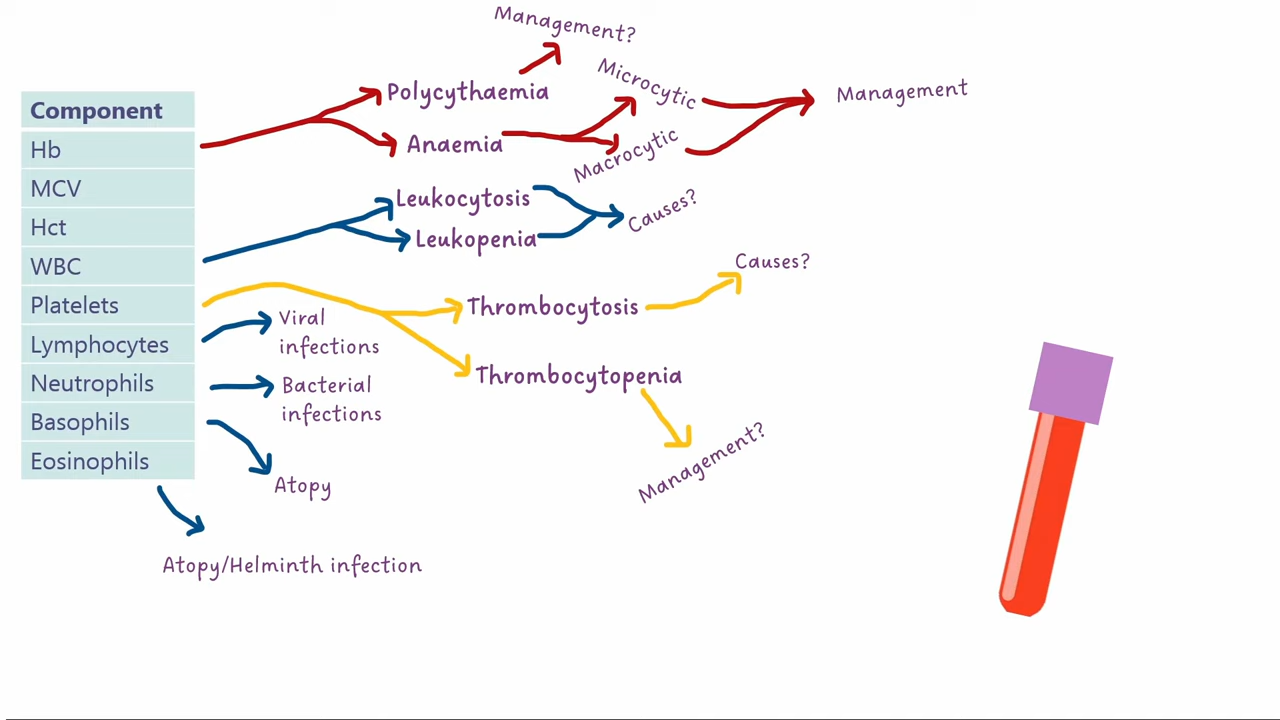 Management?
Polycythaemia
Microcytic
Management
Component
Anaemia
Macrocytic
Hb
MCV
Leukocytosis
Causes?
Hct
Leukopenia
WBC
Causes?
Platelets
Thrombocytosis
Viral
infections
Lymphocytes
Thrombocytopenia
Neutrophils
Bacterial
infections
Basophils
Management?
Eosinophils
Atopy
Atopy/Helminth infection